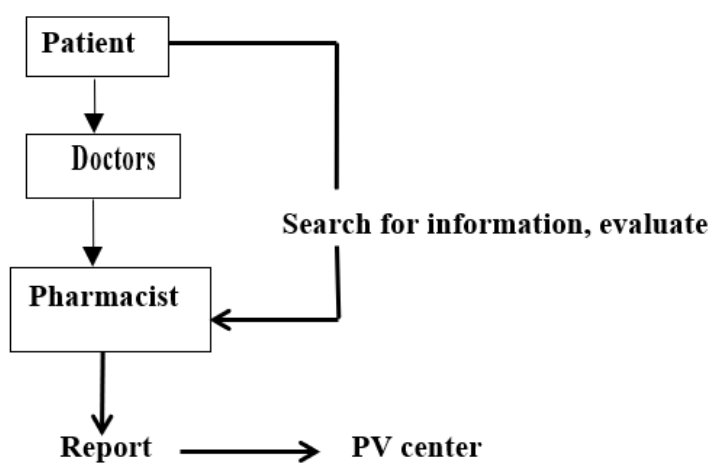 Patient
Doctors
Search for information, evaluate
Pharmacist
Report
PV center